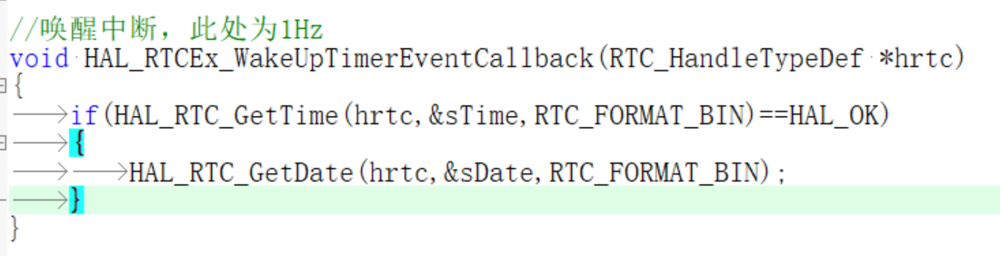 //唤醒中断，此处为1Hz
void HAL_RTCEx_WakeUpTimerEventCallback(RTC_HandleTypeDef *hrtc)
{
if(HAL_RTC_GetTime(hrtc,&sTime,RTC_FORMAT_BIN)==HAL_OK)
{
HAL_RTC_GetDate(hrtc,&sDate,RTC_FORMAT_BIN);
}
}